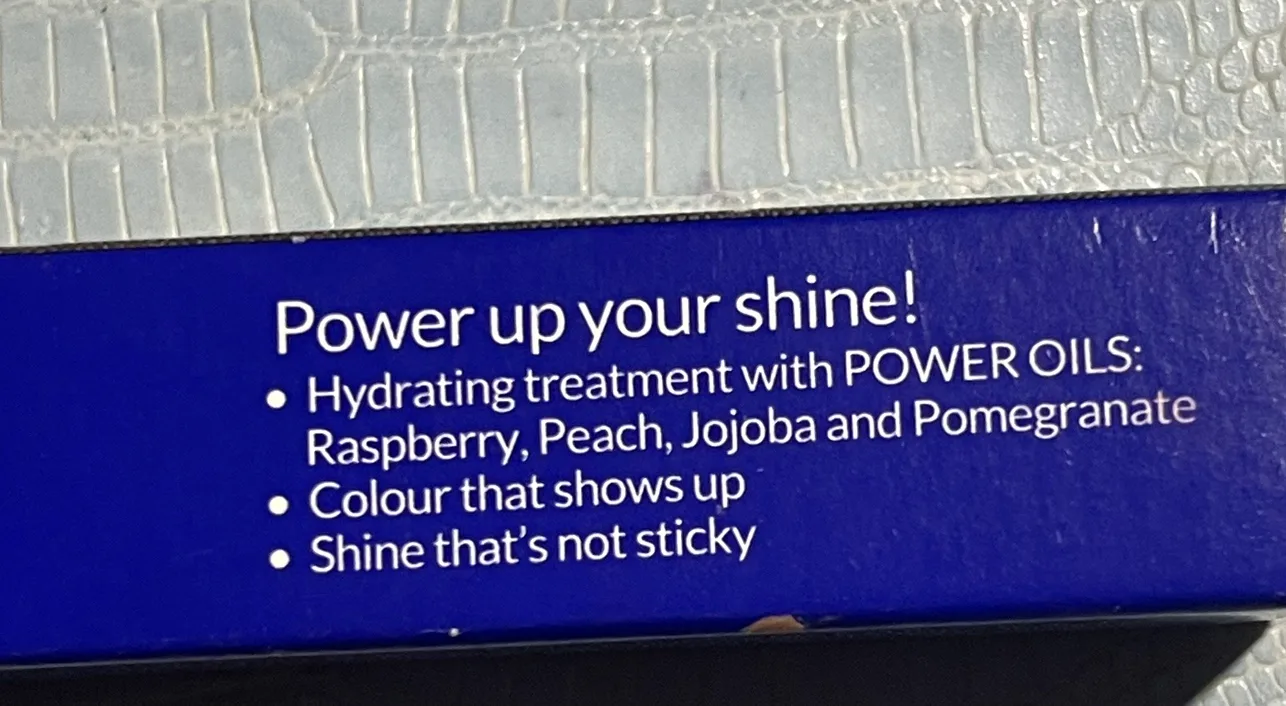 Power up your shine!
• Hydrating treatment with POWER OILS:
Raspberry, Peach, Jojoba and Pomegranate
• Colour that shows up
• Shine that's not sticky